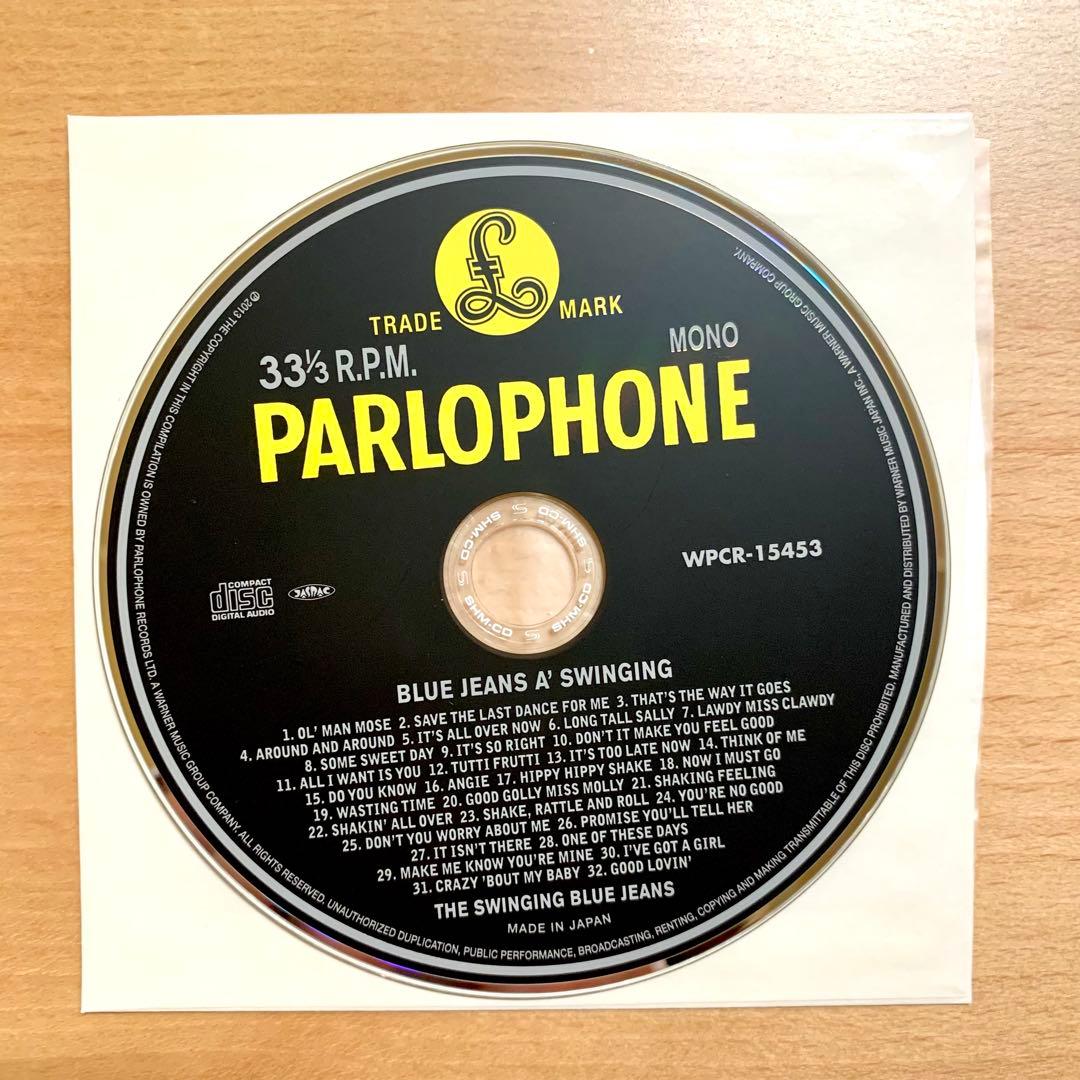 £
TRADE MARK
33⅓ R.P.M. MONO
PARLOPHONE
SHM-CD S SHM-CD S SHM-CD S SHM-CD S
COMPACT
disc
DIGITAL AUDIO
JASRAC
WPCR-15453
BLUE JEANS A' SWINGING
1. OL' MAN MOSE 2. SAVE THE LAST DANCE FOR ME 3. THAT'S THE WAY IT GOES
4. AROUND AND AROUND 5. IT'S ALL OVER NOW 6. LONG TALL SALLY 7. LAWDY MISS CLAWDY
8. SOME SWEET DAY 9. IT'S SO RIGHT 10. DON'T IT MAKE YOU FEEL GOOD
11. ALL I WANT IS YOU 12. TUTTI FRUTTI 13. IT'S TOO LATE NOW 14. THINK OF ME
15. DO YOU KNOW 16. ANGIE 17. HIPPY HIPPY SHAKE 18. NOW I MUST GO
19. WASTING TIME 20. GOOD GOLLY MISS MOLLY 21. SHAKING FEELING
22. SHAKIN' ALL OVER 23. SHAKE, RATTLE AND ROLL 24. YOU'RE NO GOOD
25. DON'T YOU WORRY ABOUT ME 26. PROMISE YOU'LL TELL HER
27. IT ISN'T THERE 28. ONE OF THESE DAYS
29. MAKE ME KNOW YOU'RE MINE 30. I'VE GOT A GIRL
31. CRAZY 'BOUT MY BABY 32. GOOD LOVIN'
THE SWINGING BLUE JEANS
MADE IN JAPAN
℗2013 THE COPYRIGHT IN THIS COMPILATION IS OWNED BY PARLOPHONE RECORDS LTD. A WARNER MUSIC GROUP COMPANY. ALL RIGHTS RESERVED. UNAUTHORIZED DUPLICATION, PUBLIC PERFORMANCE, BROADCASTING, RENTING, COPYING AND MAKING TRANSMITTABLE OF THIS DISC PROHIBITED. MANUFACTURED AND DISTRIBUTED BY WARNER MUSIC JAPAN INC., A WARNER MUSIC GROUP COMPANY.